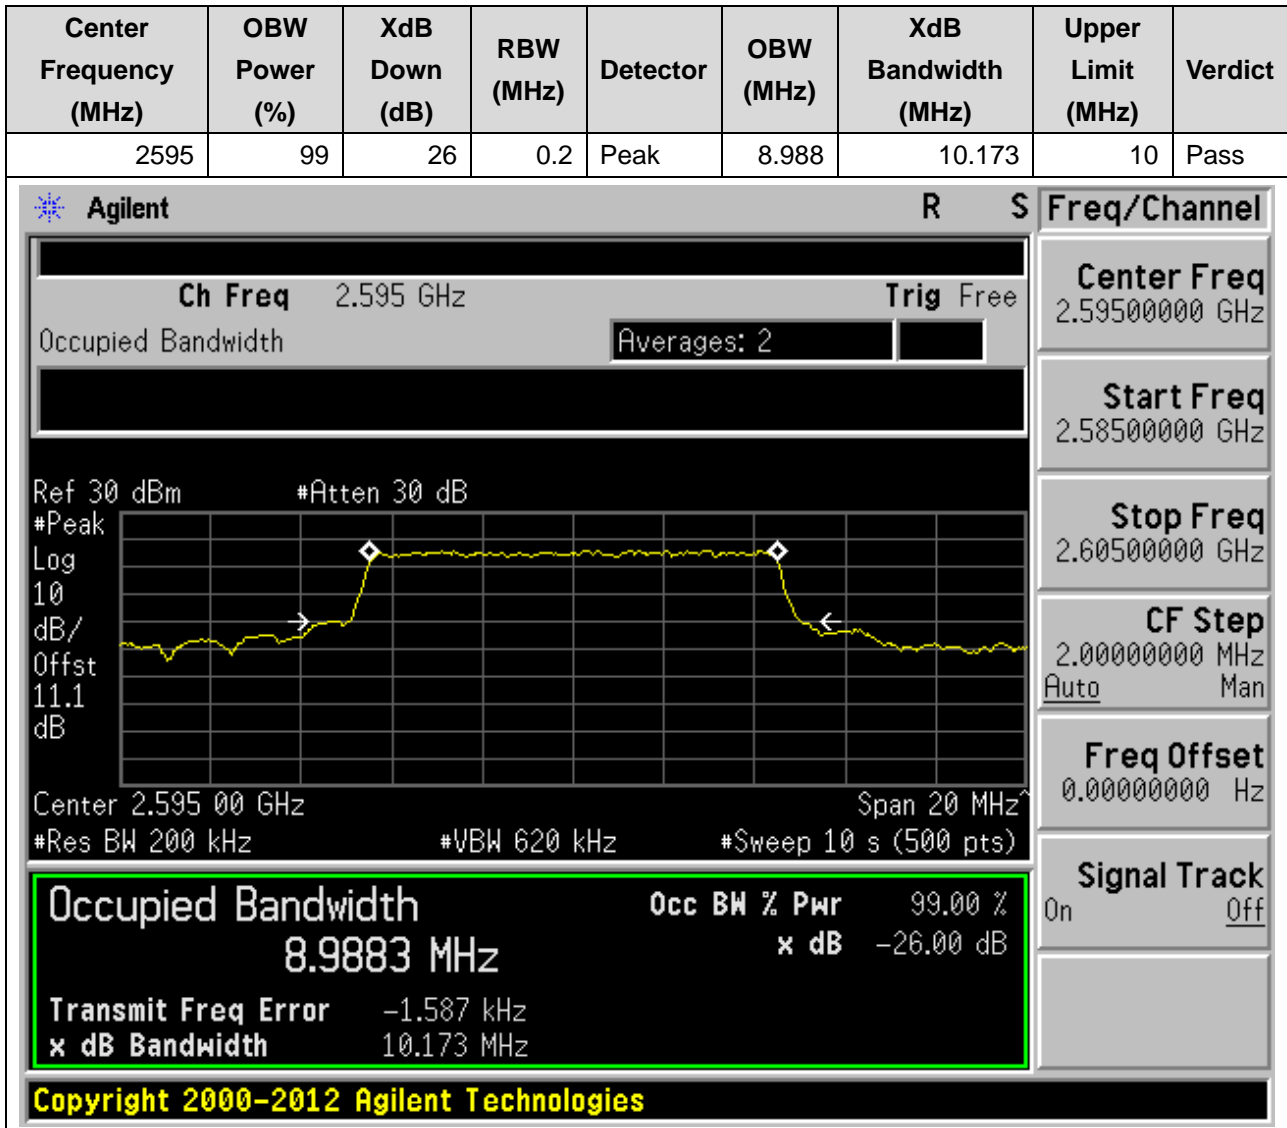 Center Frequency (MHz) OBW Power (%) XdB Down (dB) RBW (MHz) Detector OBW (MHz) XdB Bandwidth (MHz) Upper Limit (MHz) Verdict
2595 99 26 0.2 Peak 8.988 10.173 10 Pass
Agilent R S Freq/Channel
Ch Freq 2.595 GHz Trig Free
Occupied Bandwidth Averages: 2
Center Freq
2.59500000 GHz
Start Freq
2.58500000 GHz
Stop Freq
2.60500000 GHz
CF Step
2.00000000 MHz
Auto Man
Freq Offset
0.00000000 Hz
Signal Track
On Off
Ref 30 dBm #Atten 30 dB
#Peak
Log
10
dB/
Offst
11.1
dB
Center 2.595 00 GHz Span 20 MHz^
#Res BW 200 kHz #VBW 620 kHz #Sweep 10 s (500 pts)
Occupied Bandwidth Occ BW % Pwr 99.00 %
8.9883 MHz x dB -26.00 dB
Transmit Freq Error -1.587 kHz
x dB Bandwidth 10.173 MHz
Copyright 2000-2012 Agilent Technologies